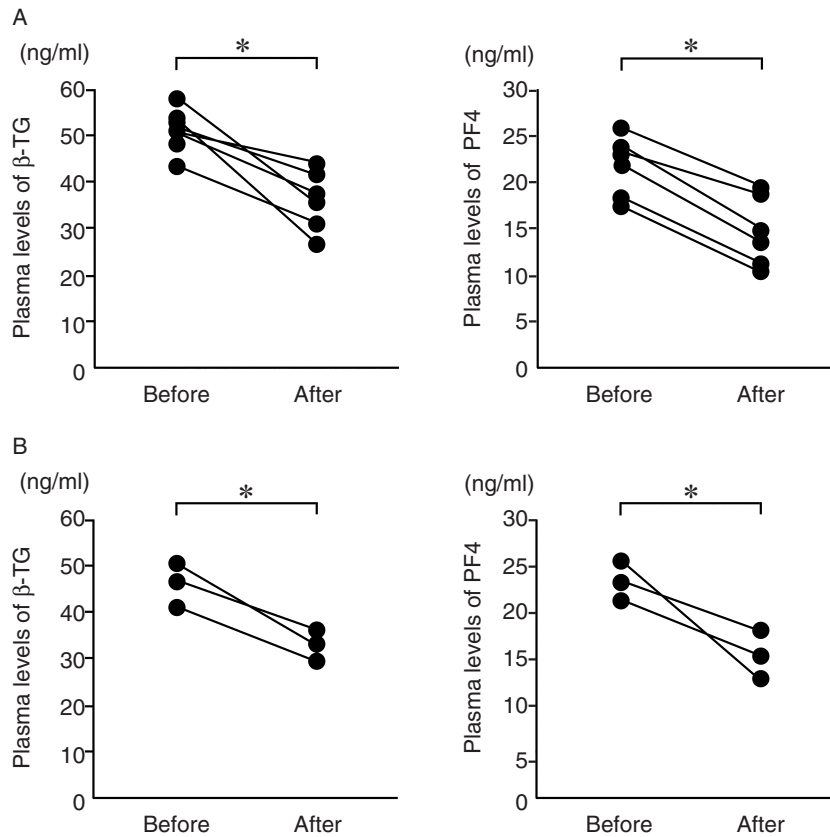 A
(ng/ml)
*
60
50
40
30
20
10
0
Plasma levels of β-TG
Before After
(ng/ml)
*
30
25
20
15
10
5
0
Plasma levels of PF4
Before After
B
(ng/ml)
*
60
50
40
30
20
10
0
Plasma levels of β-TG
Before After
(ng/ml)
*
30
25
20
15
10
5
0
Plasma levels of PF4
Before After